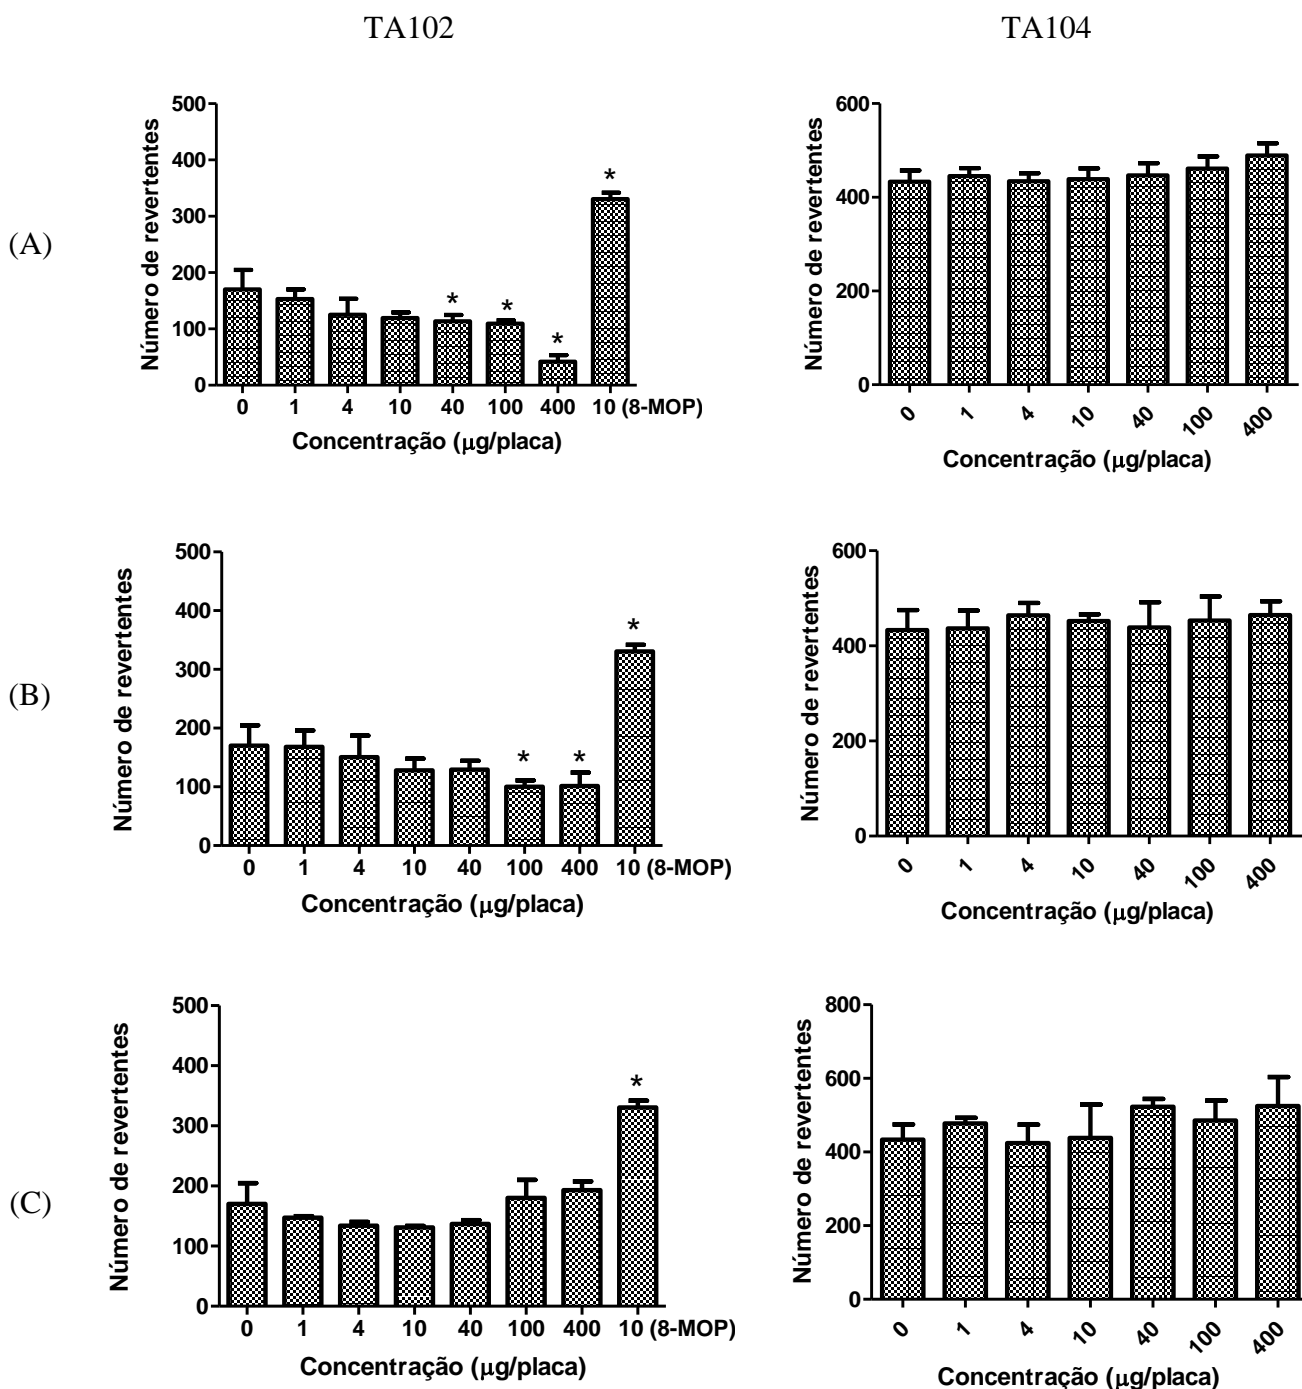 TA102
TA104
(A)
Número de revertentes
500
400
300
200
100
0
*
*
*
*
0 1 4 10 40 100 400 10 (8-MOP)
Concentração (µg/placa)
Número de revertentes
600
400
200
0
0 1 4 10 40 100 400
Concentração (µg/placa)
(B)
Número de revertentes
500
400
300
200
100
0
*
*
*
0 1 4 10 40 100 400 10 (8-MOP)
Concentração (µg/placa)
Número de revertentes
600
400
200
0
0 1 4 10 40 100 400
Concentração (µg/placa)
(C)
Número de revertentes
500
400
300
200
100
0
*
0 1 4 10 40 100 400 10 (8-MOP)
Concentração (µg/placa)
Número de revertentes
800
600
400
200
0
0 1 4 10 40 100 400
Concentração (µg/placa)